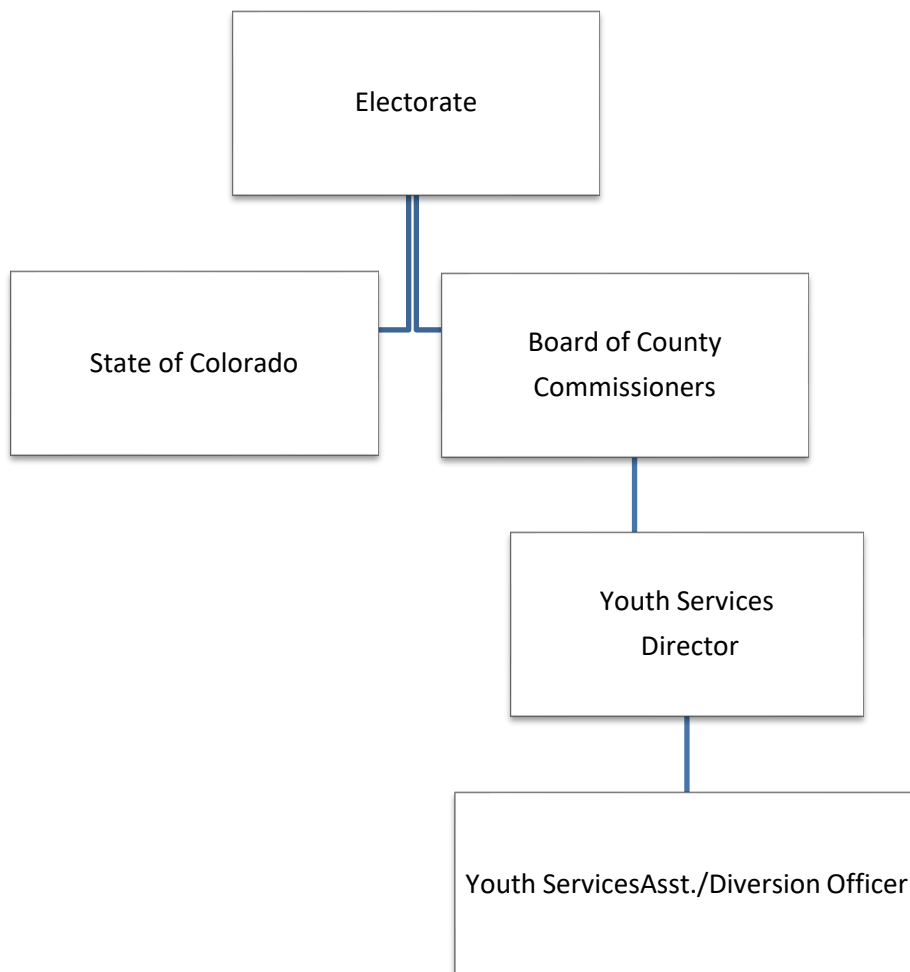 Electorate
State of Colorado
Board of County
Commissioners
Youth Services
Director
Youth ServicesAsst./Diversion Officer